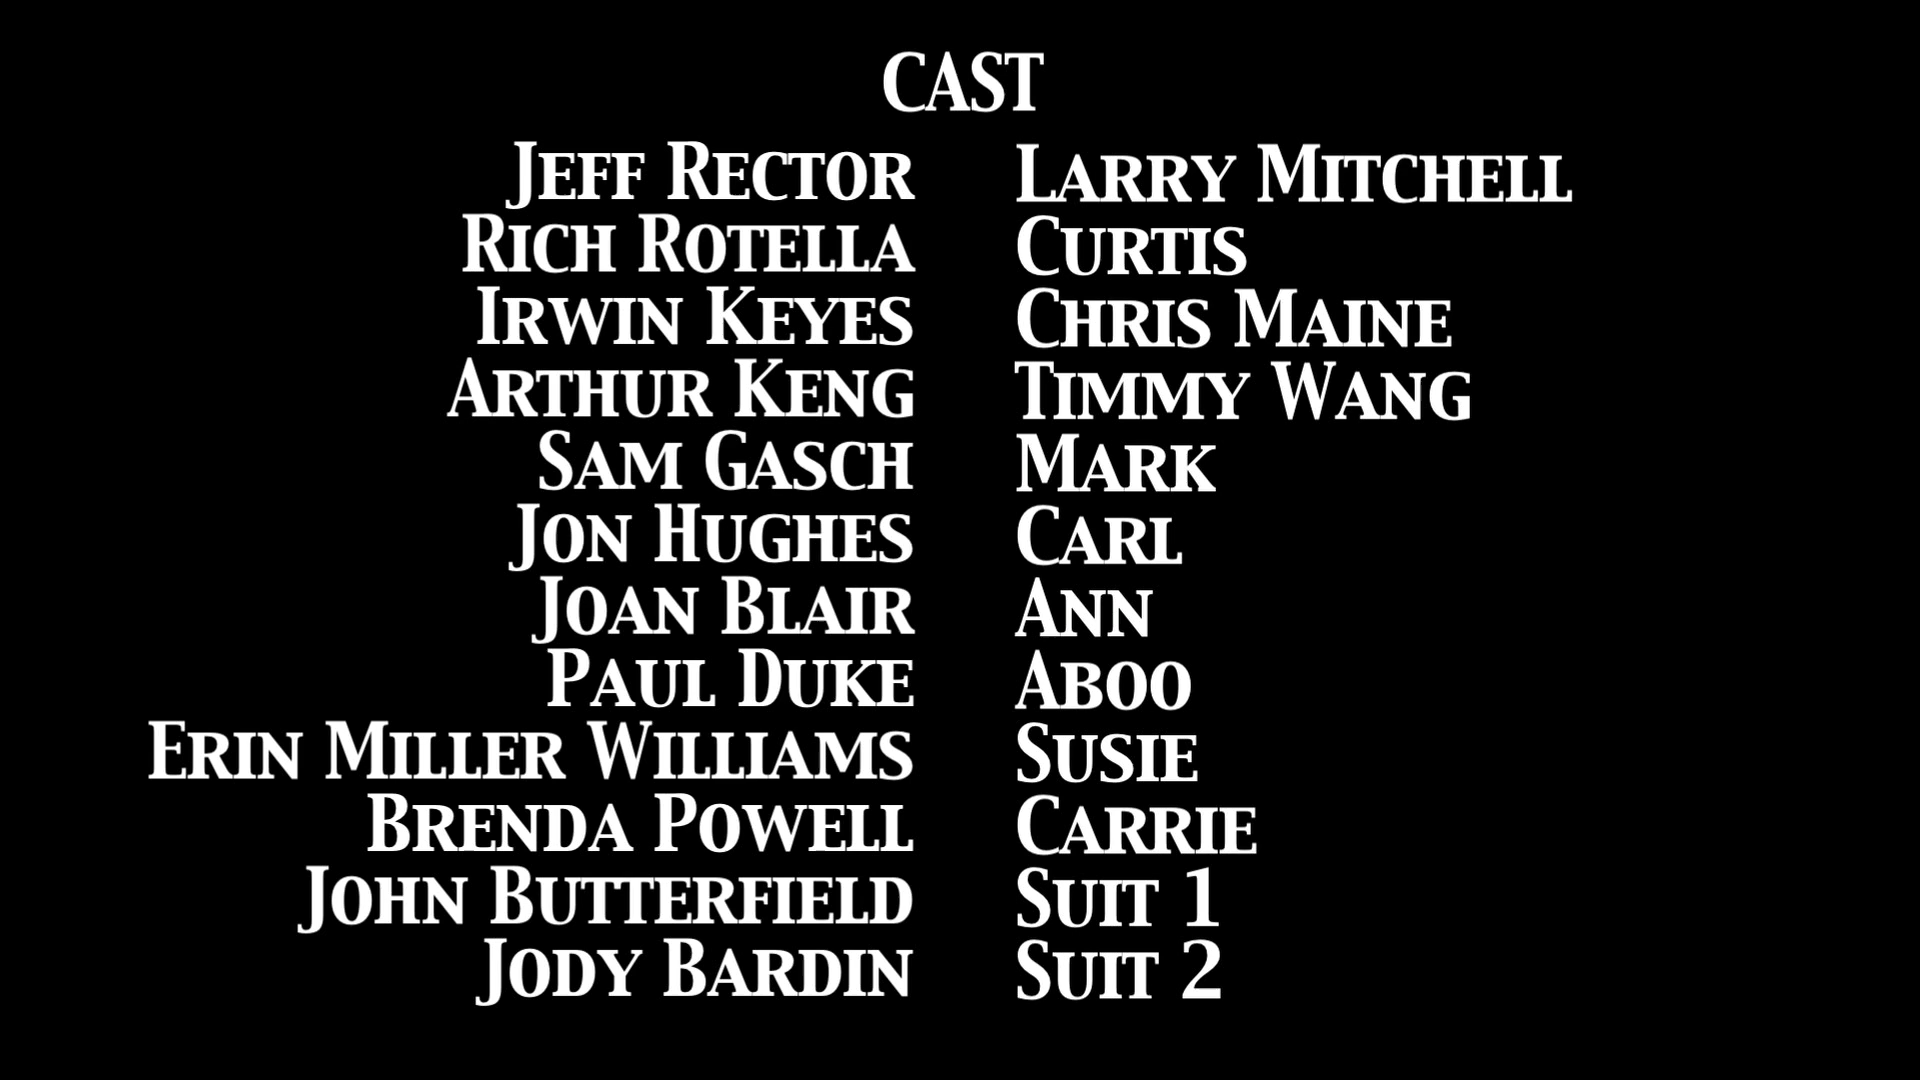 CAST
JEFF RECTOR LARRY MITCHELL
RICH ROTELLA CURTIS
IRWIN KEYES CHRIS MAINE
ARTHUR KENG TIMMY WANG
SAM GASCH MARK
JON HUGHES CARL
JOAN BLAIR ANN
PAUL DUKE ABOO
ERIN MILLER WILLIAMS SUSIE
BRENDA POWELL CARRIE
JOHN BUTTERFIELD SUIT 1
JODY BARDIN SUIT 2